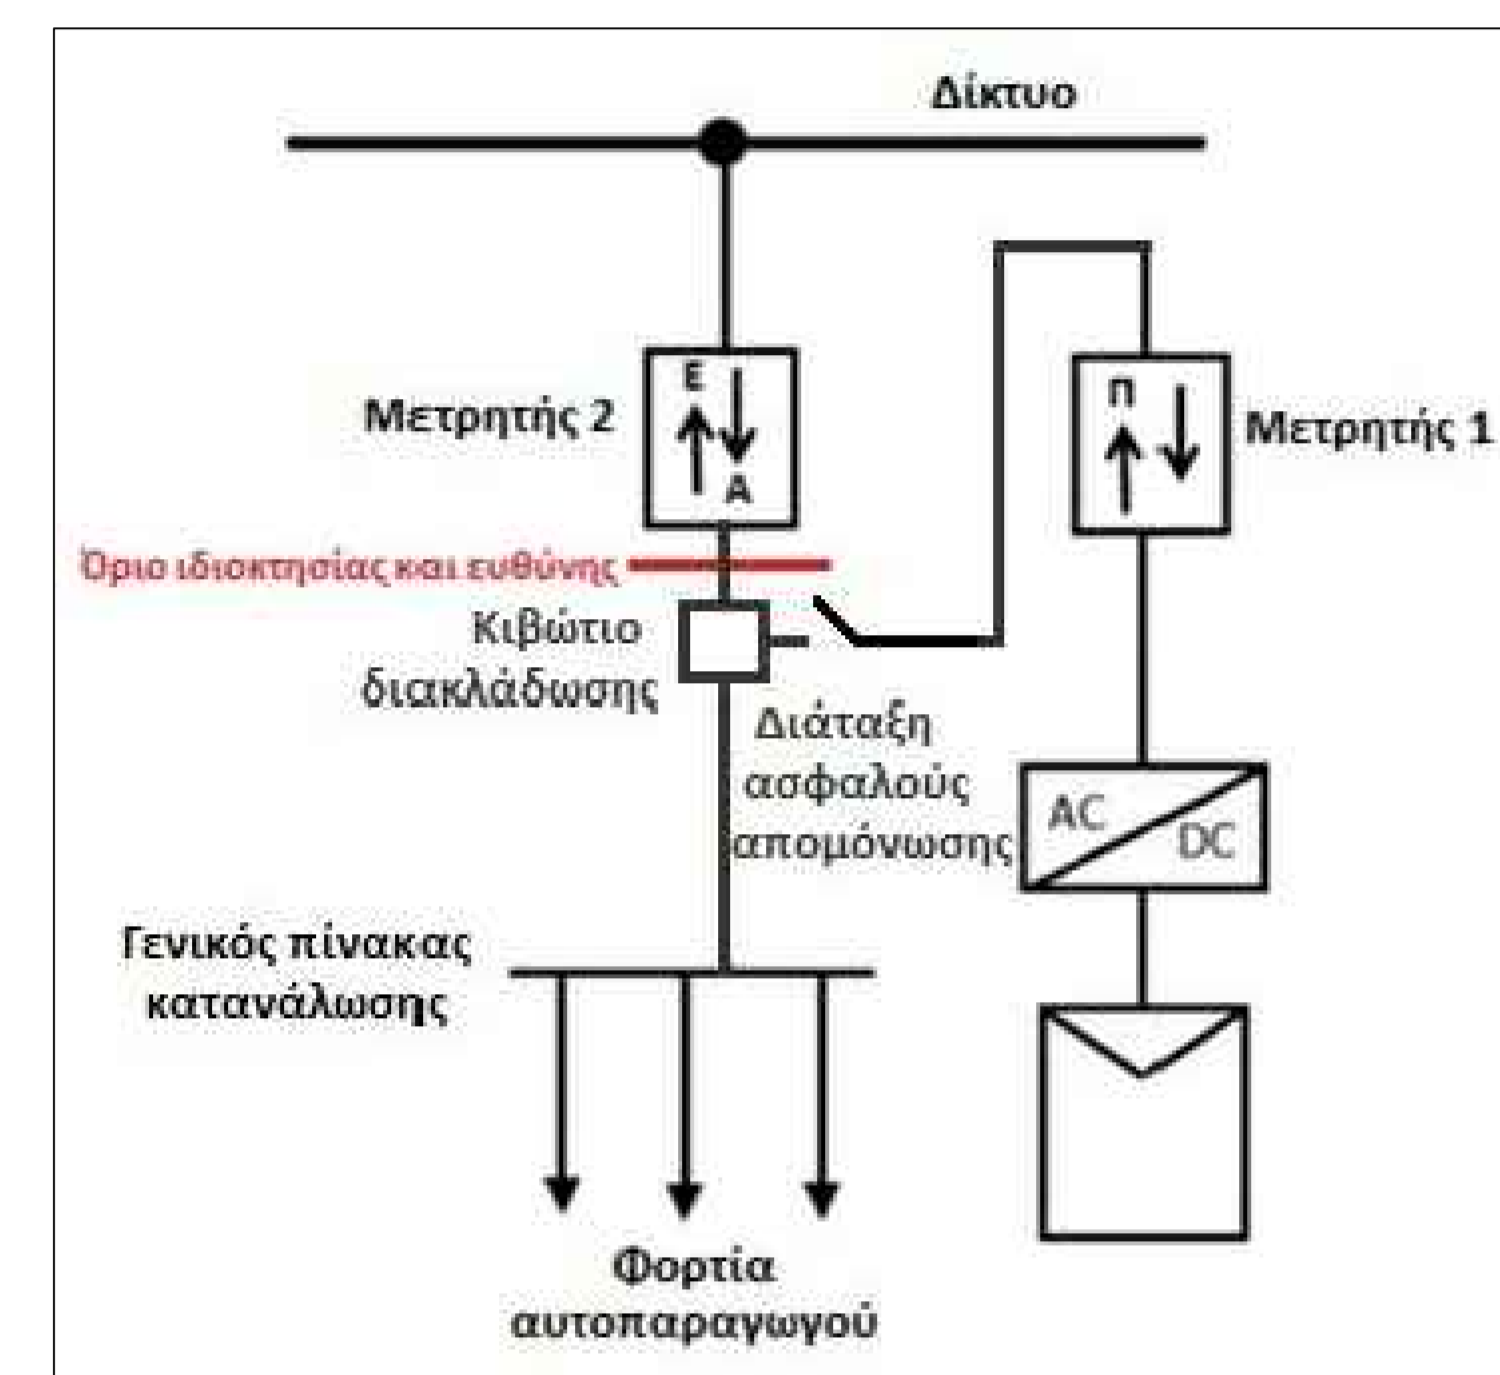 Δίκτυο
Ε
Α
Μετρητής 2
Π
Μετρητής 1
Όριο ιδιοκτησίας και ευθύνης
Κιβώτιο
διακλάδωσης
Διάταξη
ασφαλούς
απομόνωσης
AC
DC
Γενικός πίνακας
κατανάλωσης
Φορτία
αυτοπαραγωγού